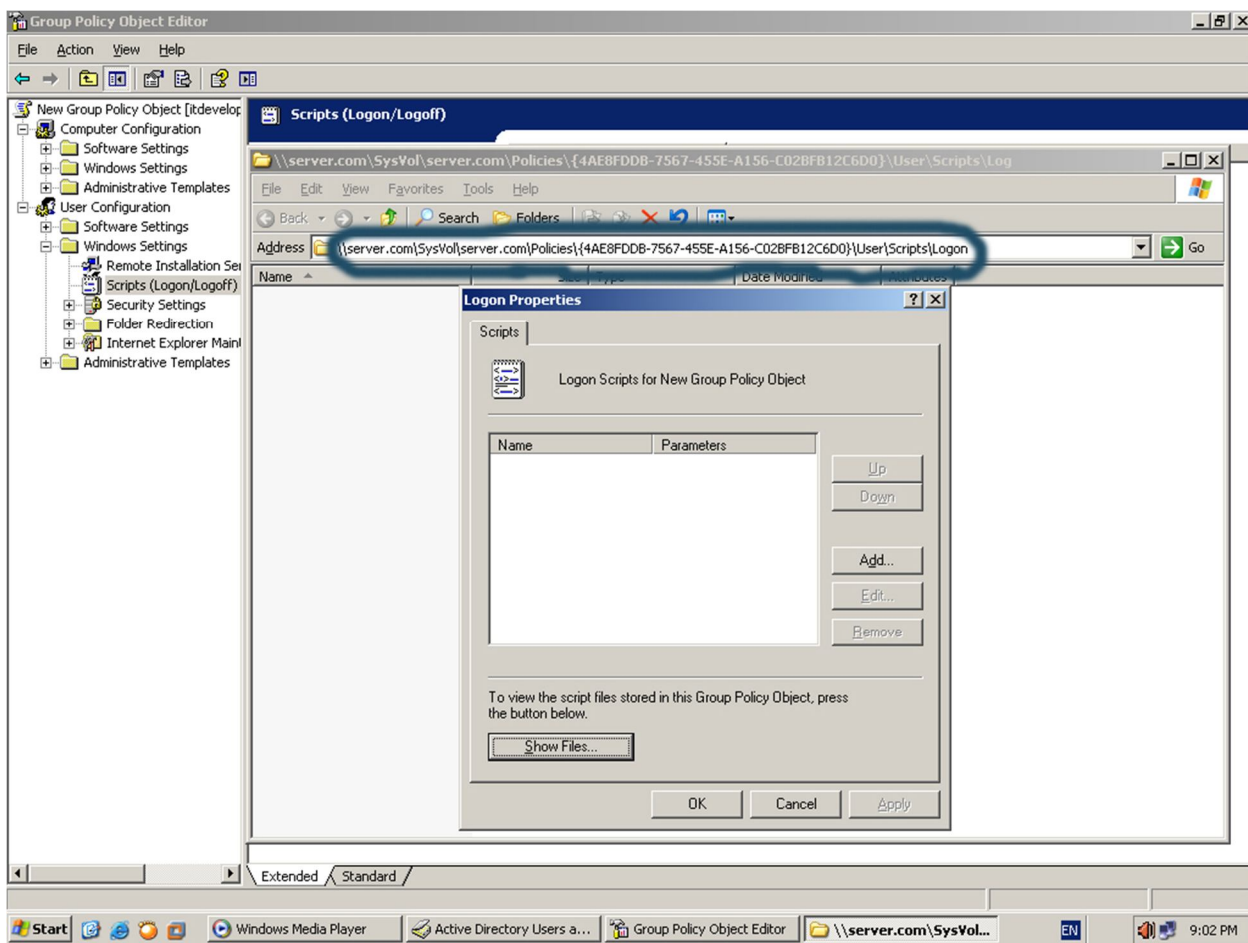 Group Policy Object Editor
File Action View Help
New Group Policy Object [itdevelop
Computer Configuration
Software Settings
Windows Settings
Administrative Templates
User Configuration
Software Settings
Windows Settings
Remote Installation Ser
Scripts (Logon/Logoff)
Security Settings
Folder Redirection
Internet Explorer Maint
Administrative Templates
Scripts (Logon/Logoff)
\\server.com\SysVol\server.com\Policies\{4AE8FDDB-7567-455E-A156-C02BFB12C6D0}\User\Scripts\Log
File Edit View Favorites Tools Help
Back Search Folders
Address \\server.com\SysVol\server.com\Policies\{4AE8FDDB-7567-455E-A156-C02BFB12C6D0}\User\Scripts\Logon Go
Name Size Type Date Modified Attributes
Logon Properties
Scripts
Logon Scripts for New Group Policy Object
Name Parameters
Up
Down
Add...
Edit...
Remove
To view the script files stored in this Group Policy Object, press
the button below.
Show Files...
OK Cancel Apply
Extended Standard
Start Windows Media Player Active Directory Users a... Group Policy Object Editor \\server.com\SysVol... EN 9:02 PM